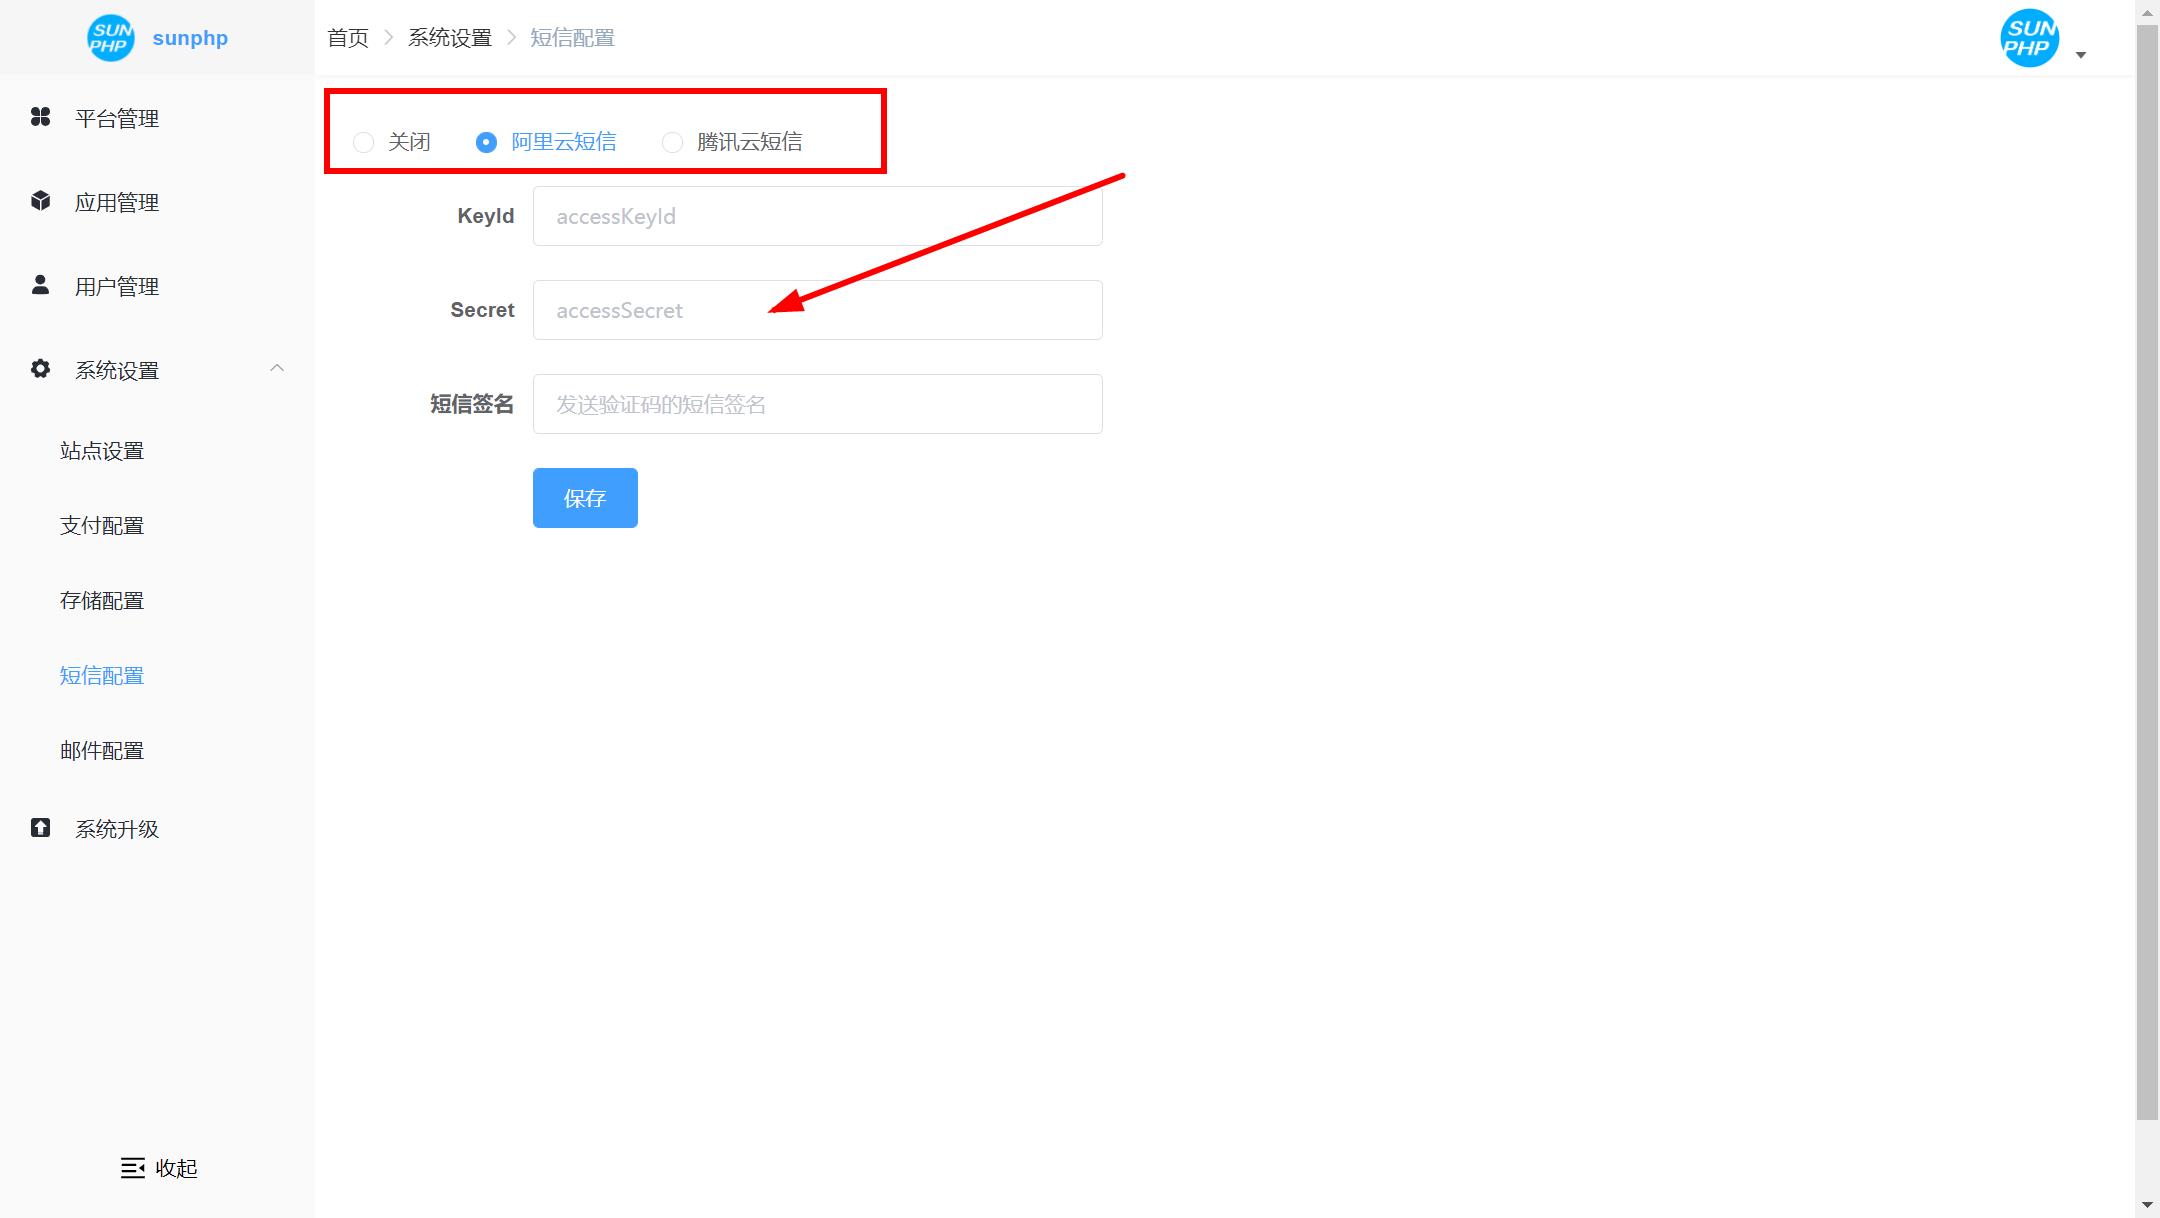 SUN
PHP
sunphp
首页 > 系统设置 > 短信配置
SUN
PHP
平台管理
应用管理
用户管理
系统设置
站点设置
支付配置
存储配置
短信配置
邮件配置
系统升级
收起
关闭 阿里云短信 腾讯云短信
KeyId accessKeyId
Secret accessSecret
短信签名 发送验证码的短信签名
保存